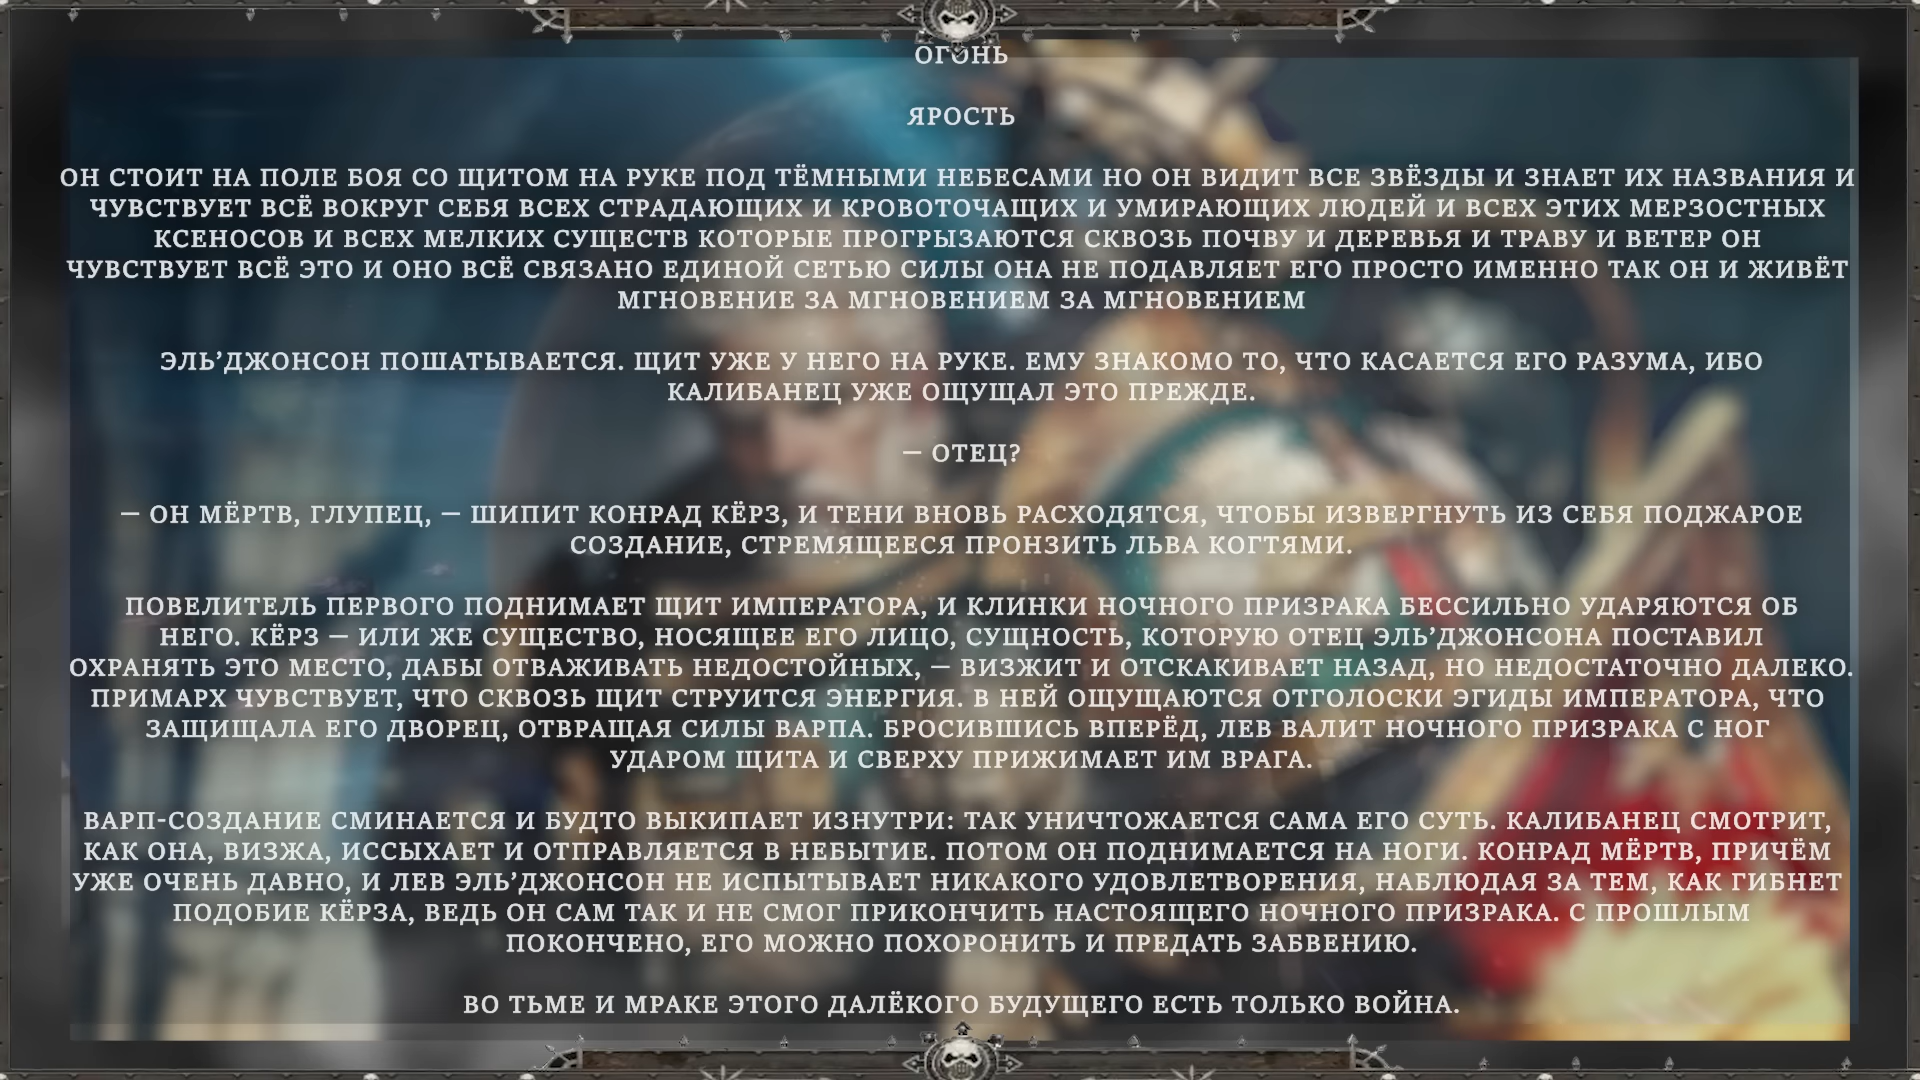 ОГОНЬ
ЯРОСТЬ
ОН СТОИТ НА ПОЛЕ БОЯ СО ЩИТОМ НА РУКЕ ПОД ТЁМНЫМИ НЕБЕСАМИ НО ОН ВИДИТ ВСЕ ЗВЁЗДЫ И ЗНАЕТ ИХ НАЗВАНИЯ И
ЧУВСТВУЕТ ВСЁ ВОКРУГ СЕБЯ ВСЕХ СТРАДАЮЩИХ И КРОВОТОЧАЩИХ И УМИРАЮЩИХ ЛЮДЕЙ И ВСЕХ ЭТИХ МЕРЗОСТНЫХ
КСЕНОСОВ И ВСЕХ МЕЛКИХ СУЩЕСТВ КОТОРЫЕ ПРОГРЫЗАЮТСЯ СКВОЗЬ ПОЧВУ И ДЕРЕВЬЯ И ТРАВУ И ВЕТЕР ОН
ЧУВСТВУЕТ ВСЁ ЭТО И ОНО ВСЁ СВЯЗАНО ЕДИНОЙ СЕТЬЮ СИЛЫ ОНА НЕ ПОДАВЛЯЕТ ЕГО ПРОСТО ИМЕННО ТАК ОН И ЖИВЁТ
МГНОВЕНИЕ ЗА МГНОВЕНИЕМ ЗА МГНОВЕНИЕМ
ЭЛЬ’ДЖОНСОН ПОШАТЫВАЕТСЯ. ЩИТ УЖЕ У НЕГО НА РУКЕ. ЕМУ ЗНАКОМО ТО, ЧТО КАСАЕТСЯ ЕГО РАЗУМА, ИБО
КАЛИБАНЕЦ УЖЕ ОЩУЩАЛ ЭТО ПРЕЖДЕ.
— ОТЕЦ?
— ОН МЁРТВ, ГЛУПЕЦ, — ШИПИТ КОНРАД КЁРЗ, И ТЕНИ ВНОВЬ РАСХОДЯТСЯ, ЧТОБЫ ИЗВЕРГНУТЬ ИЗ СЕБЯ ПОДЖАРОЕ
СОЗДАНИЕ, СТРЕМЯЩЕЕСЯ ПРОНЗИТЬ ЛЬВА КОГТЯМИ.
ПОВЕЛИТЕЛЬ ПЕРВОГО ПОДНИМАЕТ ЩИТ ИМПЕРАТОРА, И КЛИНКИ НОЧНОГО ПРИЗРАКА БЕССИЛЬНО УДАРЯЮТСЯ ОБ
НЕГО. КЁРЗ — ИЛИ ЖЕ СУЩЕСТВО, НОСЯЩЕЕ ЕГО ЛИЦО, СУЩНОСТЬ, КОТОРУЮ ОТЕЦ ЭЛЬ’ДЖОНСОНА ПОСТАВИЛ
ОХРАНЯТЬ ЭТО МЕСТО, ДАБЫ ОТВАЖИВАТЬ НЕДОСТОЙНЫХ, — ВИЗЖИТ И ОТСКАКИВАЕТ НАЗАД, НО НЕДОСТАТОЧНО ДАЛЕКО.
ПРИМАРХ ЧУВСТВУЕТ, ЧТО СКВОЗЬ ЩИТ СТРУИТСЯ ЭНЕРГИЯ. В НЕЙ ОЩУЩАЮТСЯ ОТГОЛОСКИ ЭГИДЫ ИМПЕРАТОРА, ЧТО
ЗАЩИЩАЛА ЕГО ДВОРЕЦ, ОТВРАЩАЯ СИЛЫ ВАРПА. БРОСИВШИСЬ ВПЕРЁД, ЛЕВ ВАЛИТ НОЧНОГО ПРИЗРАКА С НОГ
УДАРОМ ЩИТА И СВЕРХУ ПРИЖИМАЕТ ИМ ВРАГА.
ВАРП-СОЗДАНИЕ СМИНАЕТСЯ И БУДТО ВЫКИПАЕТ ИЗНУТРИ: ТАК УНИЧТОЖАЕТСЯ САМА ЕГО СУТЬ. КАЛИБАНЕЦ СМОТРИТ,
КАК ОНА, ВИЗЖА, ИССЫХАЕТ И ОТПРАВЛЯЕТСЯ В НЕБЫТИЕ. ПОТОМ ОН ПОДНИМАЕТСЯ НА НОГИ. КОНРАД МЁРТВ, ПРИЧЁМ
УЖЕ ОЧЕНЬ ДАВНО, И ЛЕВ ЭЛЬ’ДЖОНСОН НЕ ИСПЫТЫВАЕТ НИКАКОГО УДОВЛЕТВОРЕНИЯ, НАБЛЮДАЯ ЗА ТЕМ, КАК ГИБНЕТ
ПОДОБИЕ КЁРЗА, ВЕДЬ ОН САМ ТАК И НЕ СМОГ ПРИКОНЧИТЬ НАСТОЯЩЕГО НОЧНОГО ПРИЗРАКА. С ПРОШЛЫМ
ПОКОНЧЕНО, ЕГО МОЖНО ПОХОРОНИТЬ И ПРЕДАТЬ ЗАБВЕНИЮ.
ВО ТЬМЕ И МРАКЕ ЭТОГО ДАЛЁКОГО БУДУЩЕГО ЕСТЬ ТОЛЬКО ВОЙНА.